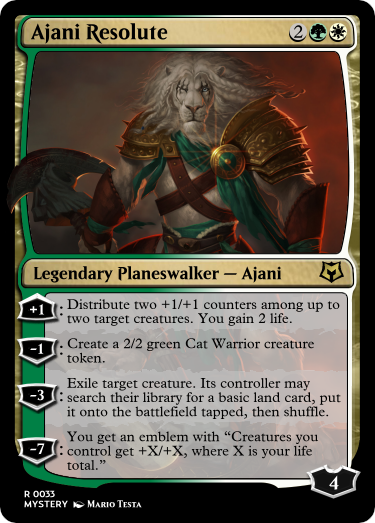 Ajani Resolute 2
Legendary Planeswalker — Ajani
+1: Distribute two +1/+1 counters among up to
two target creatures. You gain 2 life.
-1: Create a 2/2 green Cat Warrior creature
token.
-3: Exile target creature. Its controller may
search their library for a basic land card, put
it onto the battlefield tapped, then shuffle.
-7: You get an emblem with “Creatures you
control get +X/+X, where X is your life
total.”
4
R 0033
MYSTERY Mario Testa